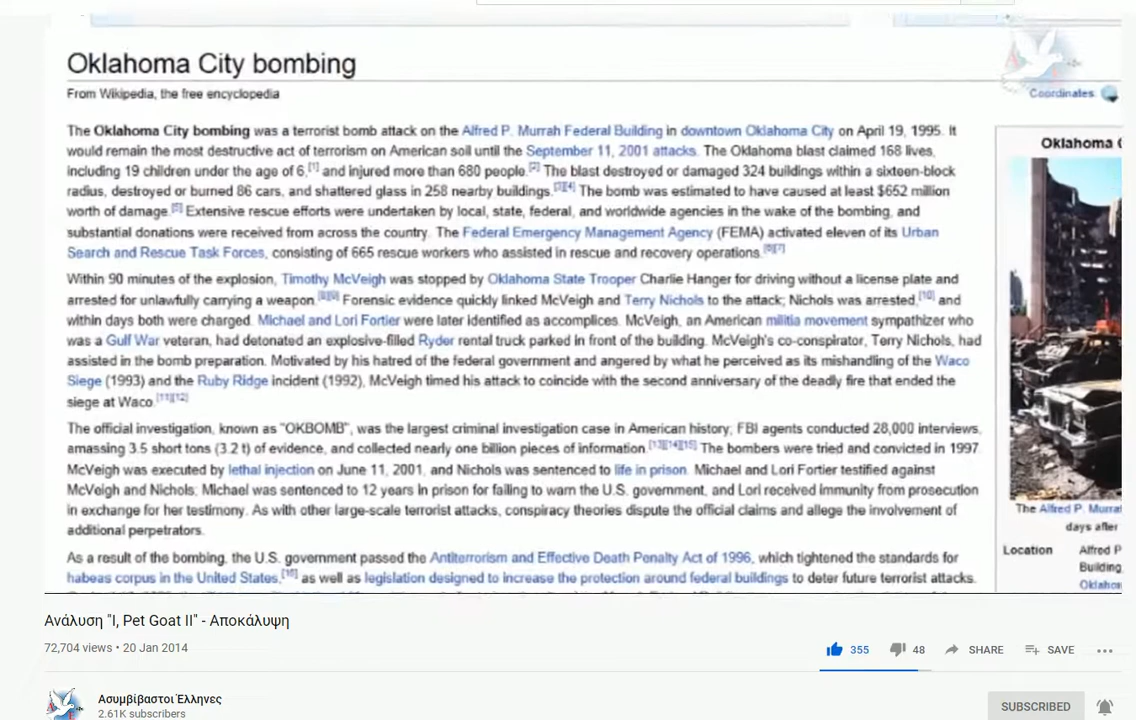 Oklahoma City bombing
From Wikipedia, the free encyclopedia
Coordinates
The Oklahoma City bombing was a terrorist bomb attack on the Alfred P. Murrah Federal Building in downtown Oklahoma City on April 19, 1995. It
would remain the most destructive act of terrorism on American soil until the September 11, 2001 attacks. The Oklahoma blast claimed 168 lives,
including 19 children under the age of 6,[1] and injured more than 680 people.[2] The blast destroyed or damaged 324 buildings within a sixteen-block
radius, destroyed or burned 86 cars, and shattered glass in 258 nearby buildings.[3][4] The bomb was estimated to have caused at least $652 million
worth of damage.[5] Extensive rescue efforts were undertaken by local, state, federal, and worldwide agencies in the wake of the bombing, and
substantial donations were received from across the country. The Federal Emergency Management Agency (FEMA) activated eleven of its Urban
Search and Rescue Task Forces, consisting of 665 rescue workers who assisted in rescue and recovery operations.[6][7]
Within 90 minutes of the explosion, Timothy McVeigh was stopped by Oklahoma State Trooper Charlie Hanger for driving without a license plate and
arrested for unlawfully carrying a weapon.[8][9] Forensic evidence quickly linked McVeigh and Terry Nichols to the attack; Nichols was arrested,[10] and
within days both were charged. Michael and Lori Fortier were later identified as accomplices. McVeigh, an American militia movement sympathizer who
was a Gulf War veteran, had detonated an explosive-filled Ryder rental truck parked in front of the building. McVeigh's co-conspirator, Terry Nichols, had
assisted in the bomb preparation. Motivated by his hatred of the federal government and angered by what he perceived as its mishandling of the Waco
Siege (1993) and the Ruby Ridge incident (1992), McVeigh timed his attack to coincide with the second anniversary of the deadly fire that ended the
siege at Waco.[11][12]
The official investigation, known as "OKBOMB", was the largest criminal investigation case in American history; FBI agents conducted 28,000 interviews,
amassing 3.5 short tons (3.2 t) of evidence, and collected nearly one billion pieces of information.[13][14][15] The bombers were tried and convicted in 1997.
McVeigh was executed by lethal injection on June 11, 2001, and Nichols was sentenced to life in prison. Michael and Lori Fortier testified against
McVeigh and Nichols; Michael was sentenced to 12 years in prison for failing to warn the U.S. government, and Lori received immunity from prosecution
in exchange for her testimony. As with other large-scale terrorist attacks, conspiracy theories dispute the official claims and allege the involvement of
additional perpetrators.
As a result of the bombing, the U.S. government passed the Antiterrorism and Effective Death Penalty Act of 1996, which tightened the standards for
habeas corpus in the United States,[16] as well as legislation designed to increase the protection around federal buildings to deter future terrorist attacks.
Oklahoma
The Alfred P. Murra
days after
Location Alfred P
Building,
Oklahom
Ανάλυση "I, Pet Goat II" - Αποκάλυψη
72,704 views • 20 Jan 2014
355 48 SHARE SAVE
Ασυμβίβαστοι Έλληνες
2.61K subscribers
SUBSCRIBED